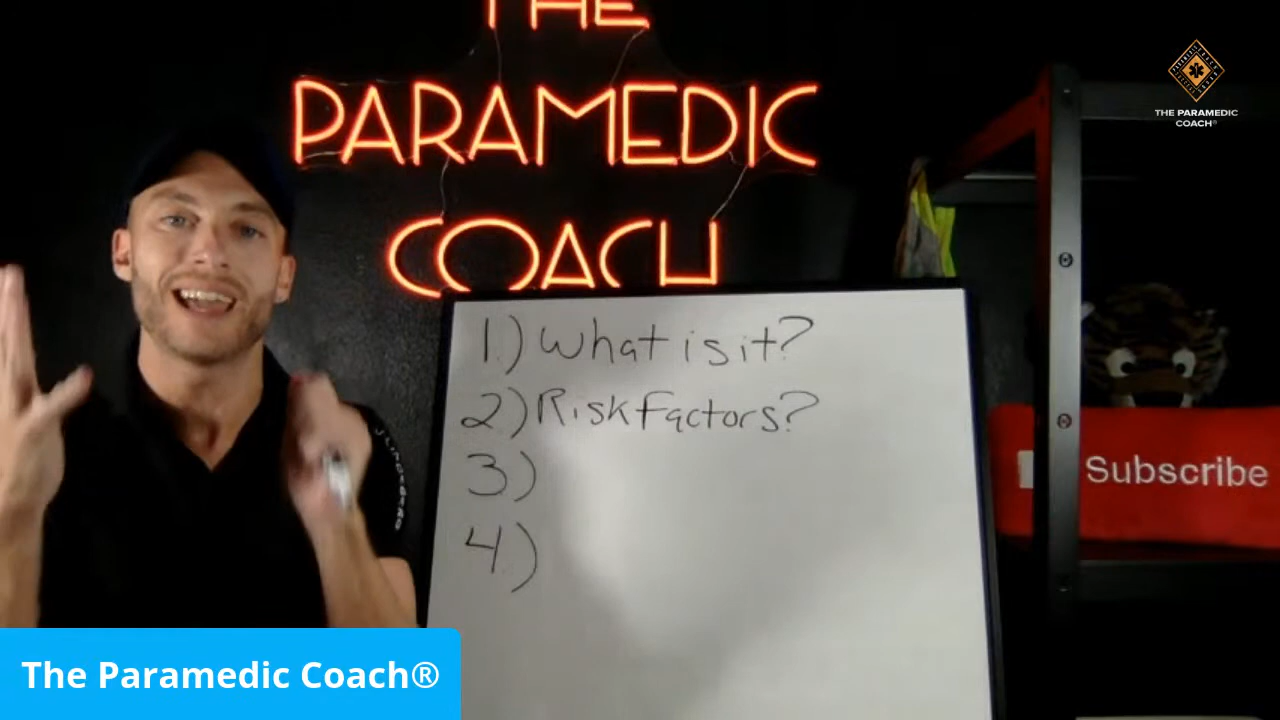 THE
PARAMEDIC
COACH
THE PARAMEDIC
COACH®
1.) What is it?
2.) Risk Factors?
3.)
4.)
Subscribe
The Paramedic Coach®